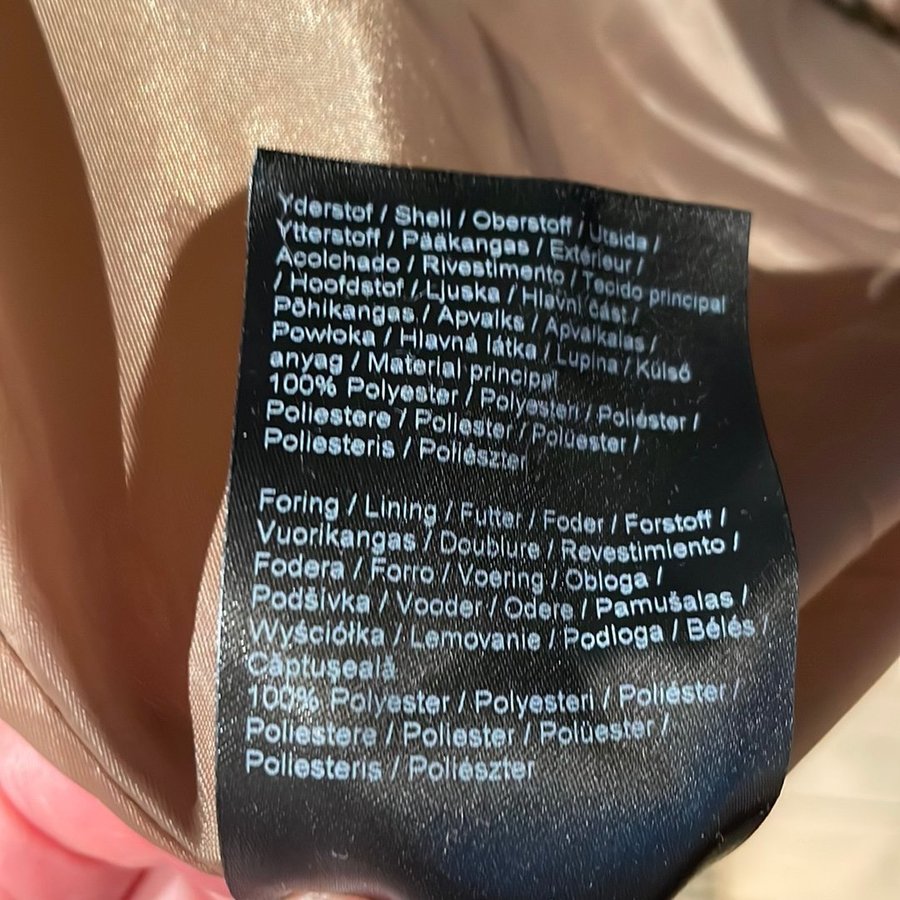 Yderstof / Shell / Oberstoff / Utsida /
Ytterstoff / Pääkangas / Extérieur /
Acolchado / Rivestimento / Tecido principal
/ Hoofdstof / Ljuska / Hlavní část /
Põhikangas / Apvalks / Apvalkalas /
Powłoka / Hlavná látka / Lupina / Külső
anyag / Material principal
100% Polyester / Polyesteri / Poliéster /
Poliestere / Poliester / Polüester /
Poliesteris / Poliészter
Foring / Lining / Futter / Foder / Forstoff /
Vuorikangas / Doublure / Revestimiento /
Fodera / Forro / Voering / Obloga /
Podšívka / Vooder / Odere / Pamušalas /
Wyściółka / Lemovanie / Podloga / Bélés /
Căptușeală
100% Polyester / Polyesteri / Poliéster /
Poliestere / Poliester / Polüester /
Poliesteris / Poliészter